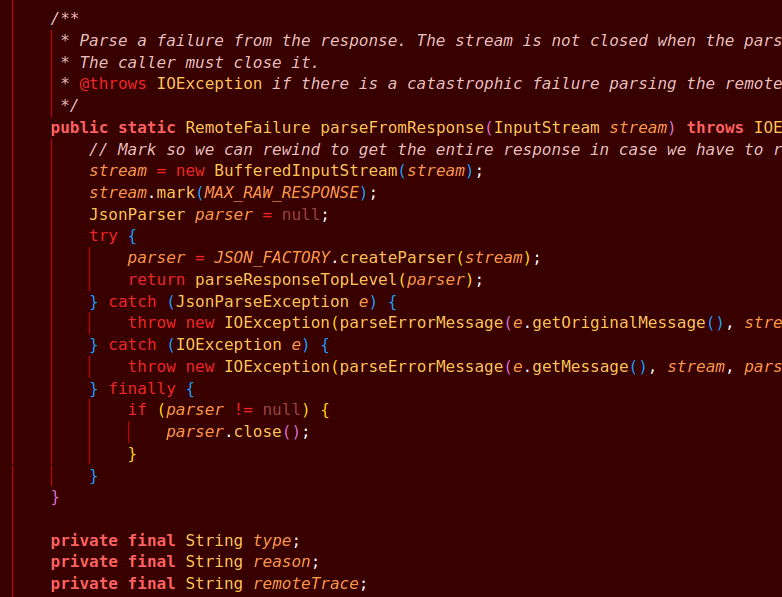 /**
 * Parse a failure from the response. The stream is not closed when the pars
 * The caller must close it.
 * @throws IOException if there is a catastrophic failure parsing the remote
 */
public static RemoteFailure parseFromResponse(InputStream stream) throws IOE
// Mark so we can rewind to get the entire response in case we have to r
stream = new BufferedInputStream(stream);
stream.mark(MAX_RAW_RESPONSE);
JsonParser parser = null;
try {
parser = JSON_FACTORY.createParser(stream);
return parseResponseTopLevel(parser);
} catch (JsonParseException e) {
throw new IOException(parseErrorMessage(e.getOriginalMessage(), stre
} catch (IOException e) {
throw new IOException(parseErrorMessage(e.getMessage(), stream, pars
} finally {
if (parser != null) {
parser.close();
}
}
}
private final String type;
private final String reason;
private final String remoteTrace;